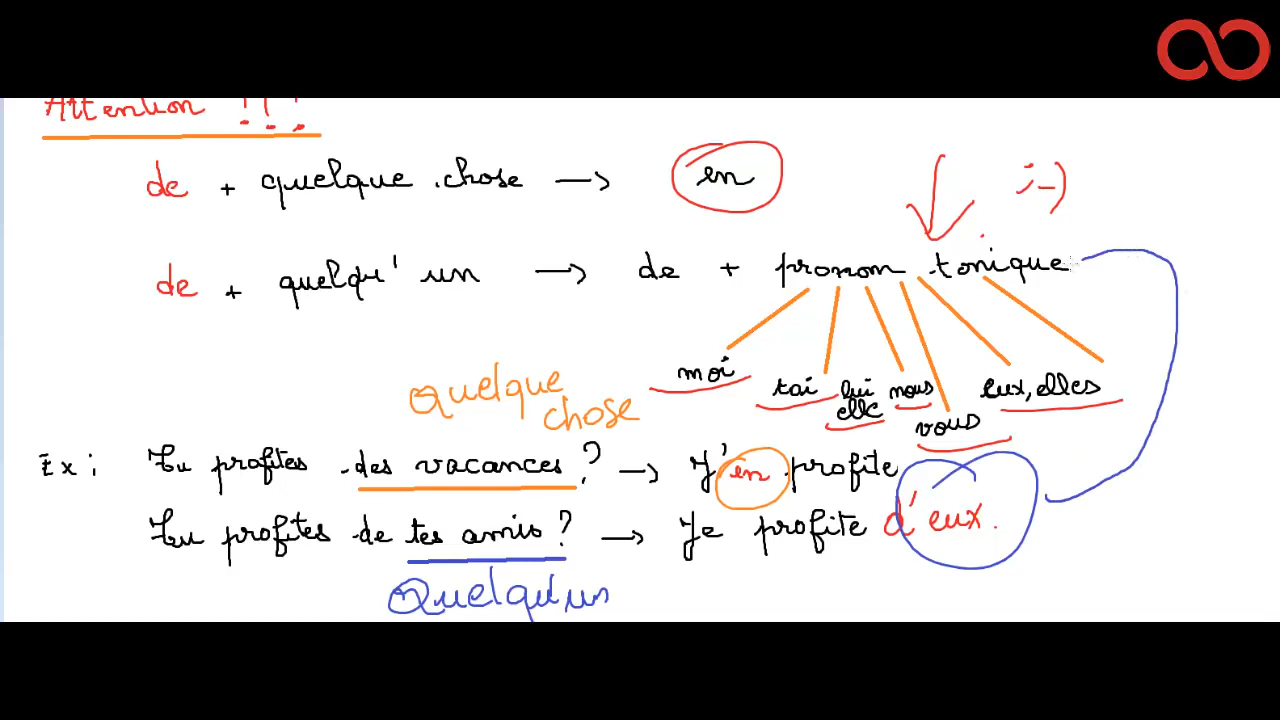 Attention !!!
de + quelque chose → en
;-)
de + quelqu'un → de + pronom tonique
moi toi lui elle nous vous eux, elles
Quelque chose
Ex: Tu profites des vacances ? → J'en profite
Tu profites de tes amis ? → Je profite d'eux.
Quelqu'un